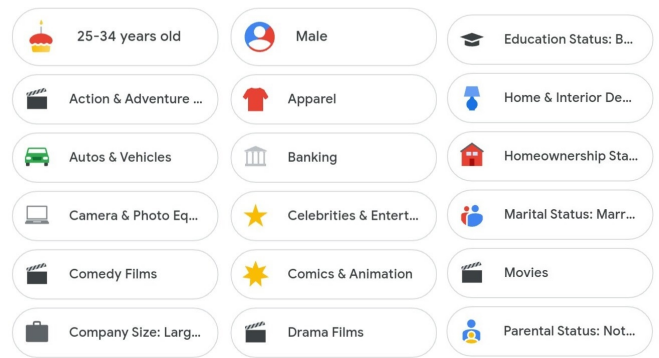 25-34 years old
Male
Education Status: B...
Action & Adventure ...
Apparel
Home & Interior De...
Autos & Vehicles
Banking
Homeownership Sta...
Camera & Photo Eq...
Celebrities & Entert...
Marital Status: Marr...
Comedy Films
Comics & Animation
Movies
Company Size: Larg...
Drama Films
Parental Status: Not...